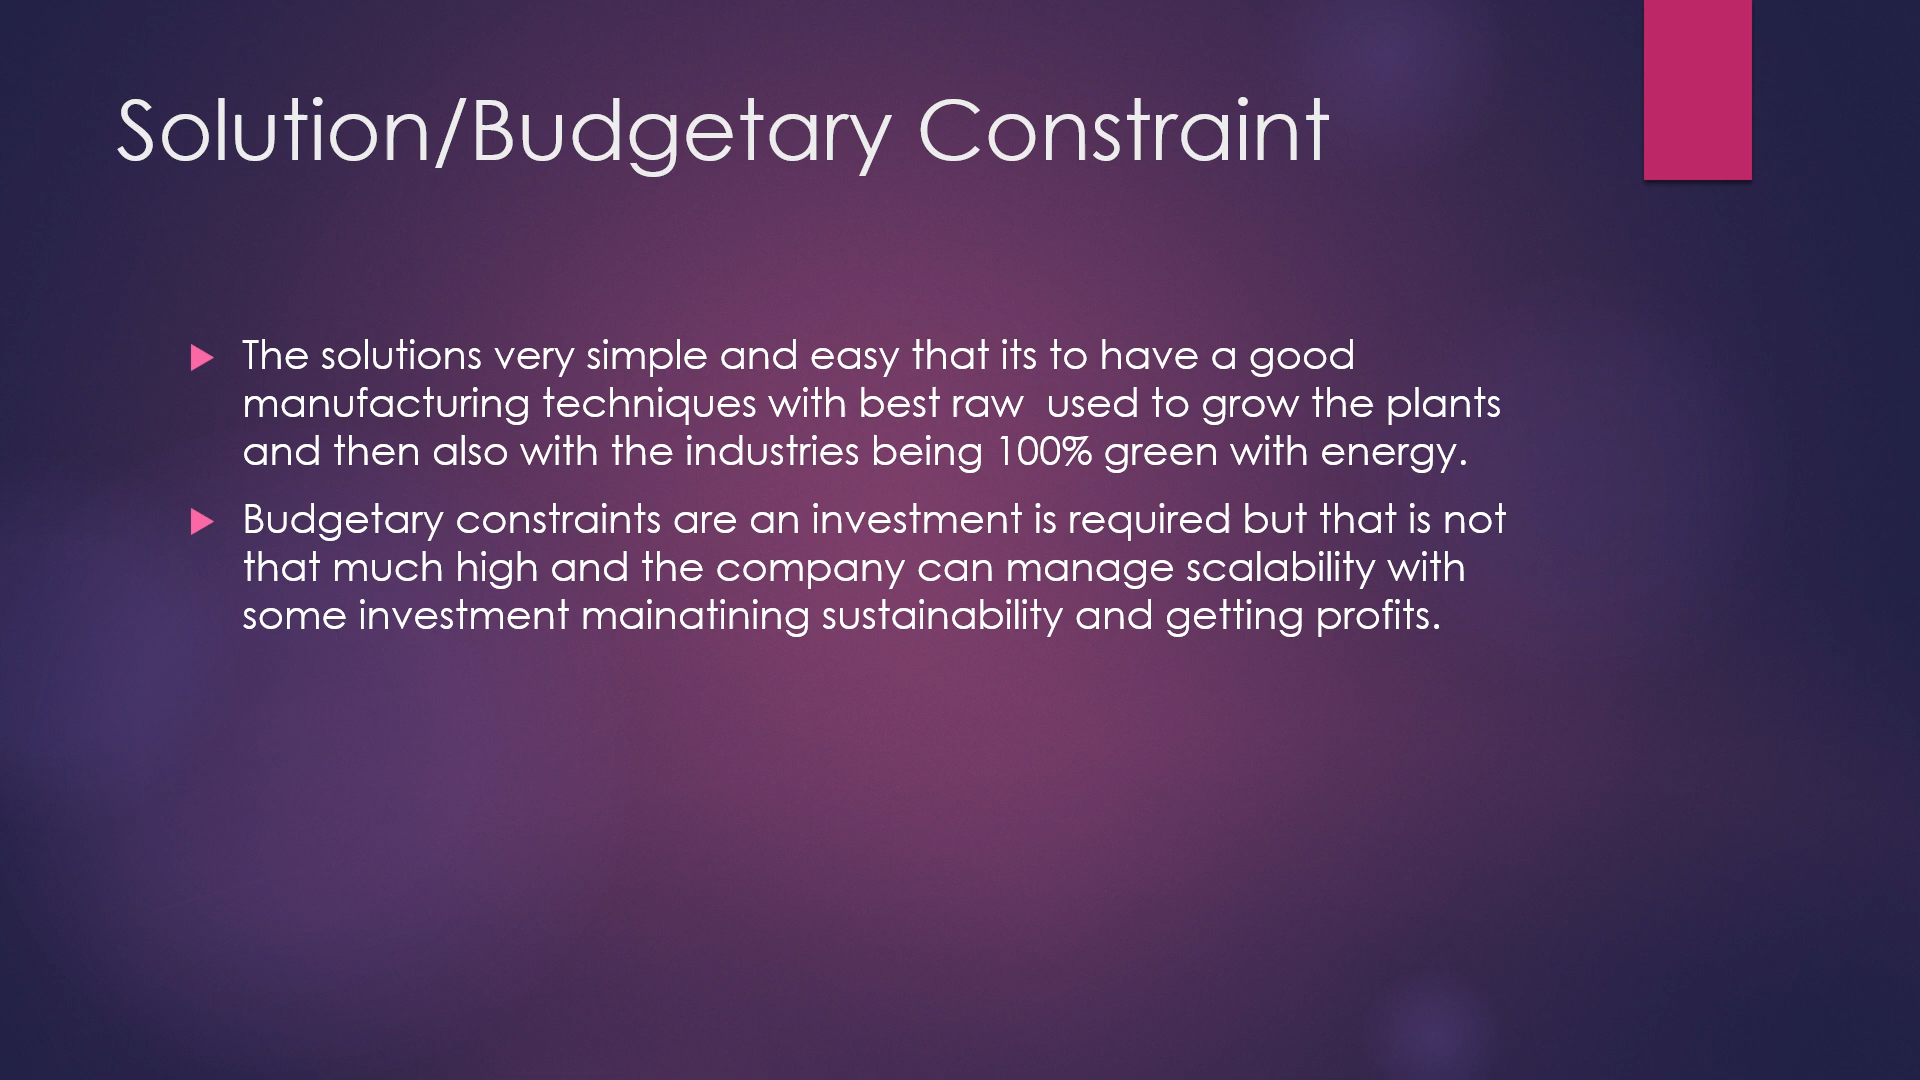 Solution/Budgetary Constraint
The solutions very simple and easy that its to have a good
manufacturing techniques with best raw  used to grow the plants
and then also with the industries being 100% green with energy.
Budgetary constraints are an investment is required but that is not
that much high and the company can manage scalability with
some investment mainatining sustainability and getting profits.